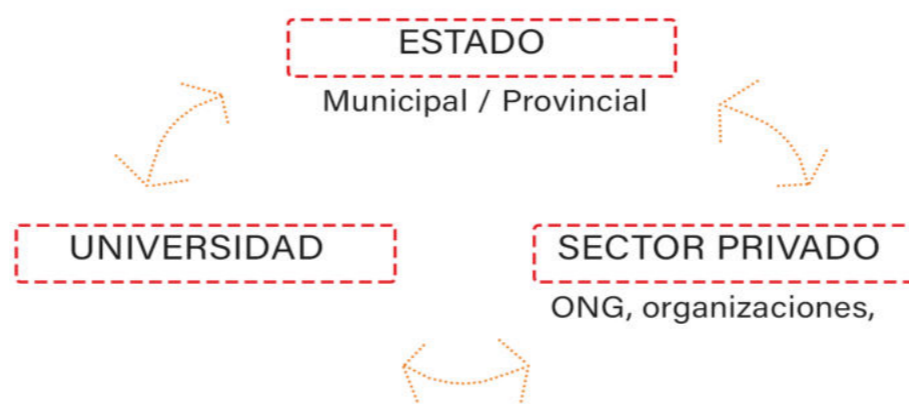 ESTADO
Municipal / Provincial
UNIVERSIDAD
SECTOR PRIVADO
ONG, organizaciones,